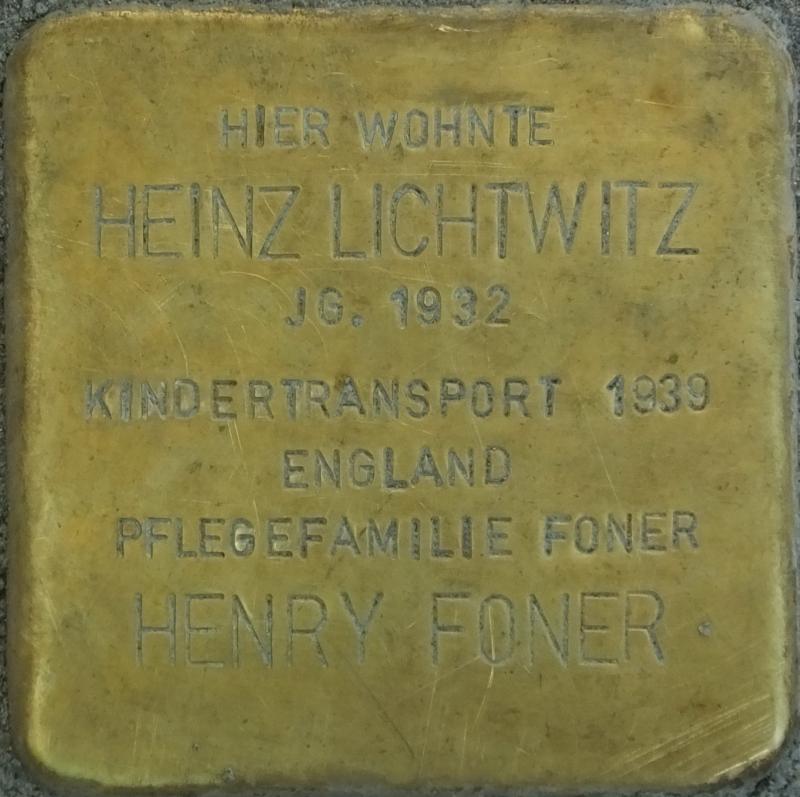 HIER WOHNTE
HEINZ LICHTWITZ
JG. 1932
KINDERTRANSPORT 1939
ENGLAND
PFLEGEFAMILIE FONER
HENRY FONER